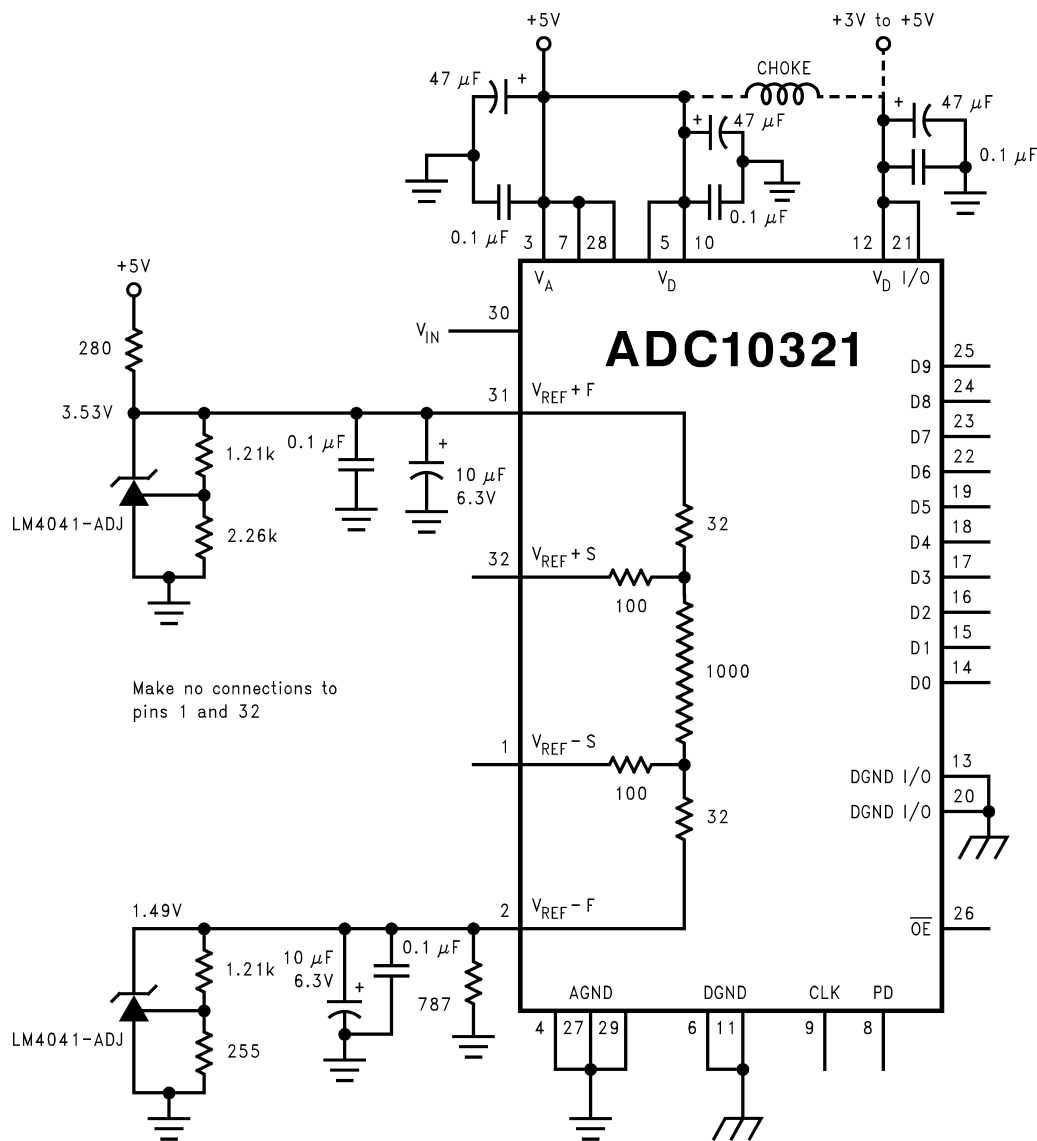 +5V
+3V to +5V
CHOKE
47 μF +
+ 47 μF
+ 47 μF
0.1 μF
0.1 μF
0.1 μF
3 7 28 5 10 12 21
V_A V_D V_D I/O
+5V
280
3.53V
30
V_IN
ADC10321
31
V_REF+F
1.21k
0.1 μF
+
10 μF
6.3V
LM4041-ADJ
2.26k
32
32
V_REF+S
100
1000
Make no connections to
pins 1 and 32
1
V_REF−S
100
32
D9 25
D8 24
D7 23
D6 22
D5 19
D4 18
D3 17
D2 16
D1 15
D0 14
DGND I/O 13
DGND I/O 20
1.49V
2
V_REF−F
O̅E̅ 26
1.21k
10 μF
6.3V
+
0.1 μF
787
LM4041-ADJ
255
AGND DGND CLK PD
4 27 29 6 11 9 8